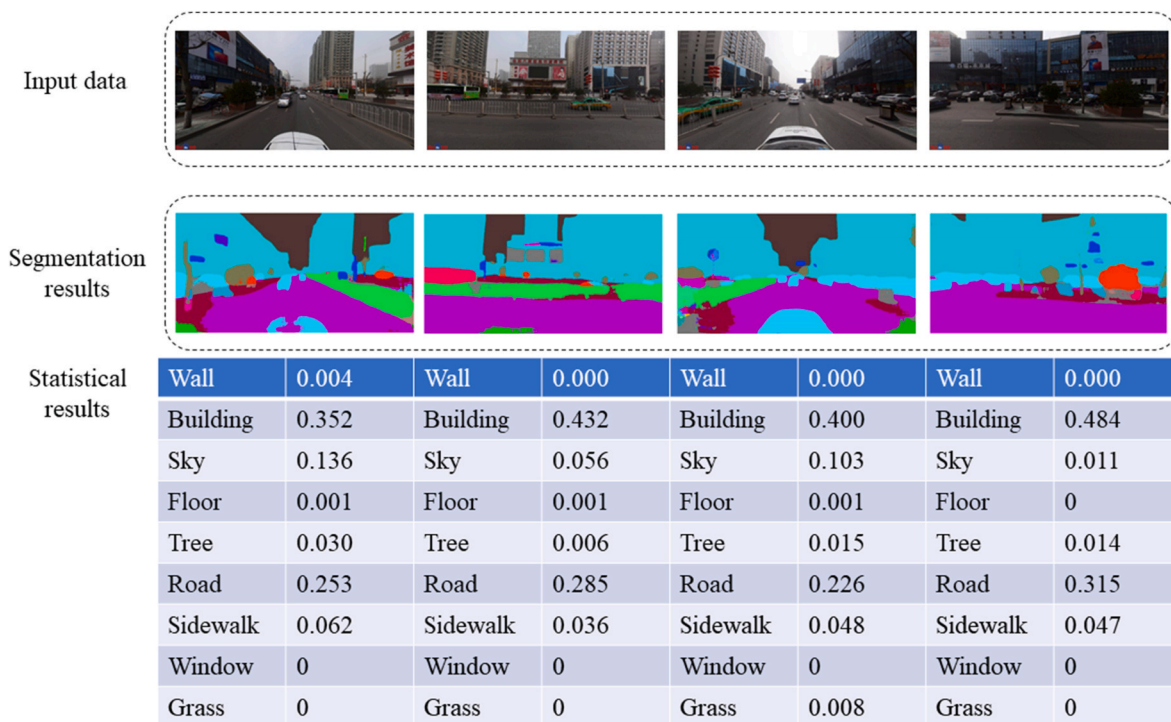 Input data
Segmentation
results
Statistical
results
Wall 0.004 Wall 0.000 Wall 0.000 Wall 0.000
Building 0.352 Building 0.432 Building 0.400 Building 0.484
Sky 0.136 Sky 0.056 Sky 0.103 Sky 0.011
Floor 0.001 Floor 0.001 Floor 0.001 Floor 0
Tree 0.030 Tree 0.006 Tree 0.015 Tree 0.014
Road 0.253 Road 0.285 Road 0.226 Road 0.315
Sidewalk 0.062 Sidewalk 0.036 Sidewalk 0.048 Sidewalk 0.047
Window 0 Window 0 Window 0 Window 0
Grass 0 Grass 0 Grass 0.008 Grass 0